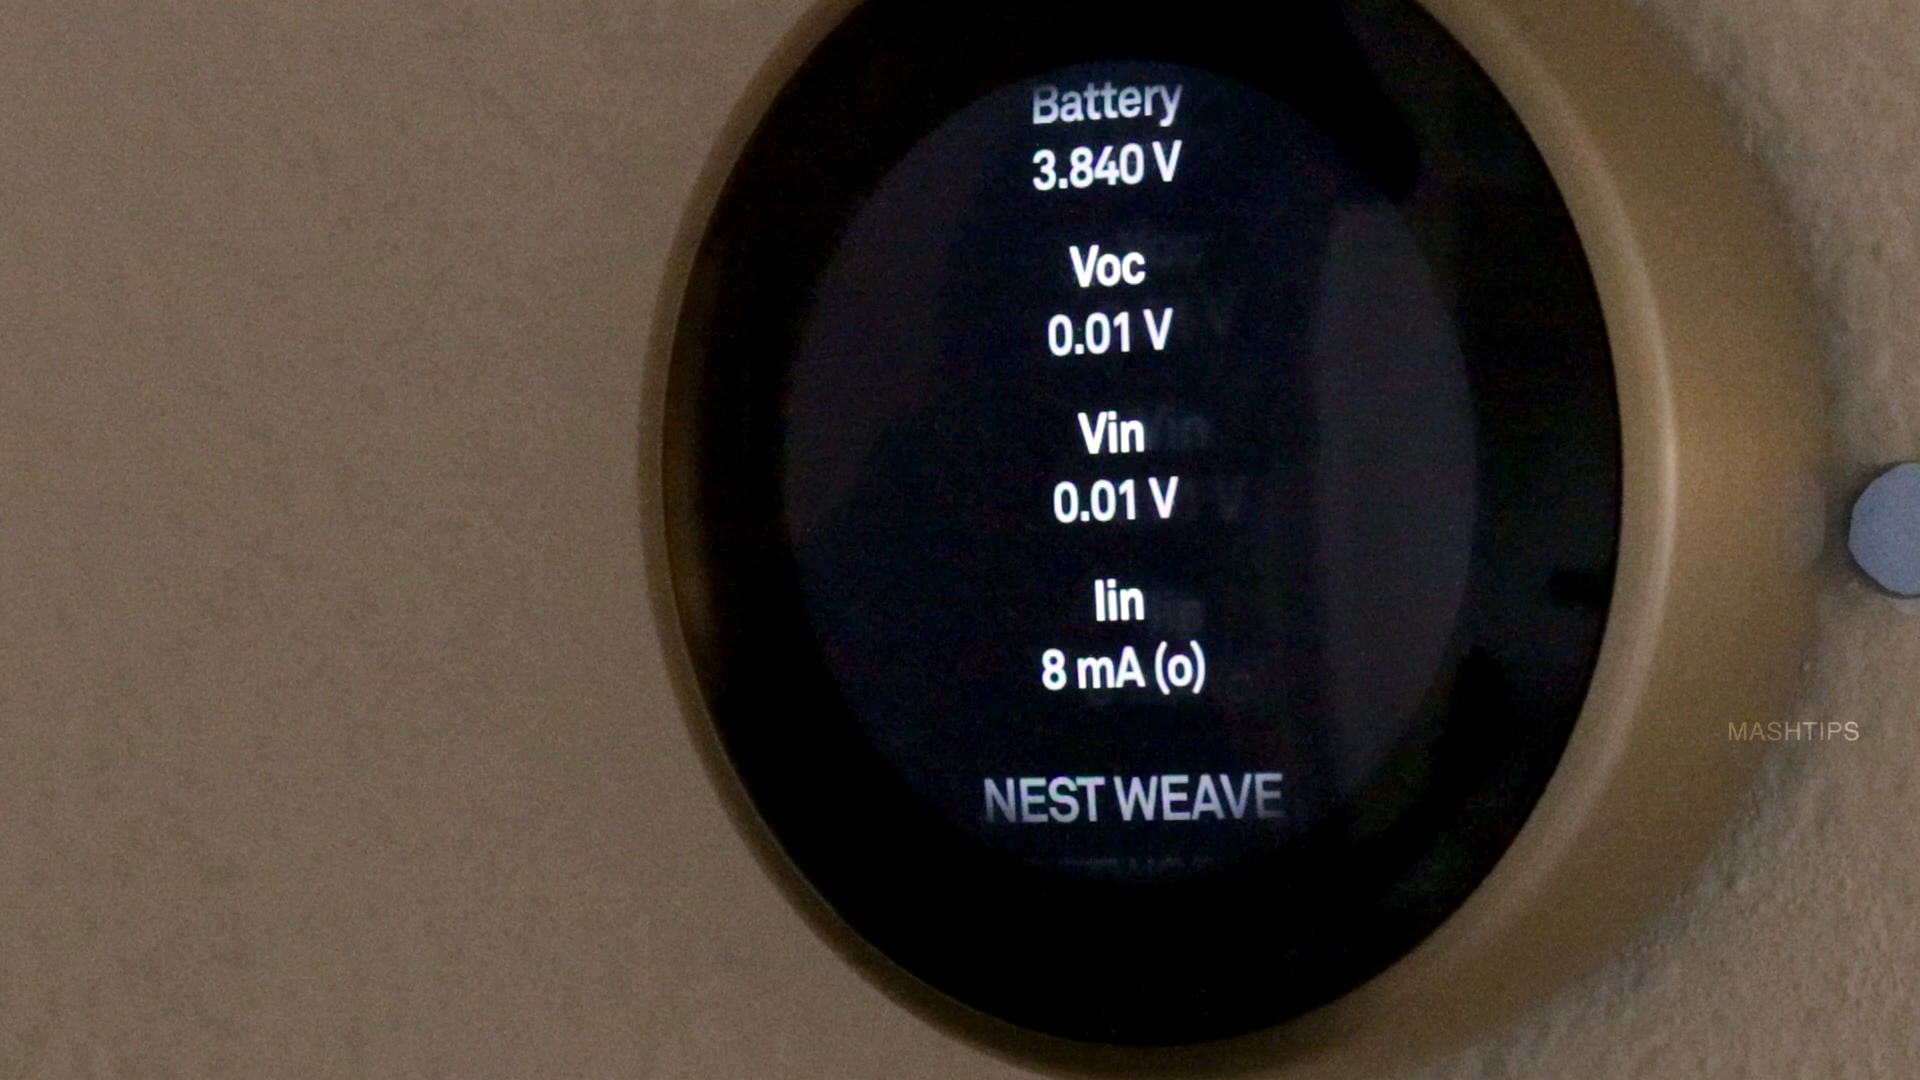 Battery
3.840 V
Voc
0.01 V
Vin
0.01 V
Iin
8 mA (o)
NEST WEAVE
MASHTIPS